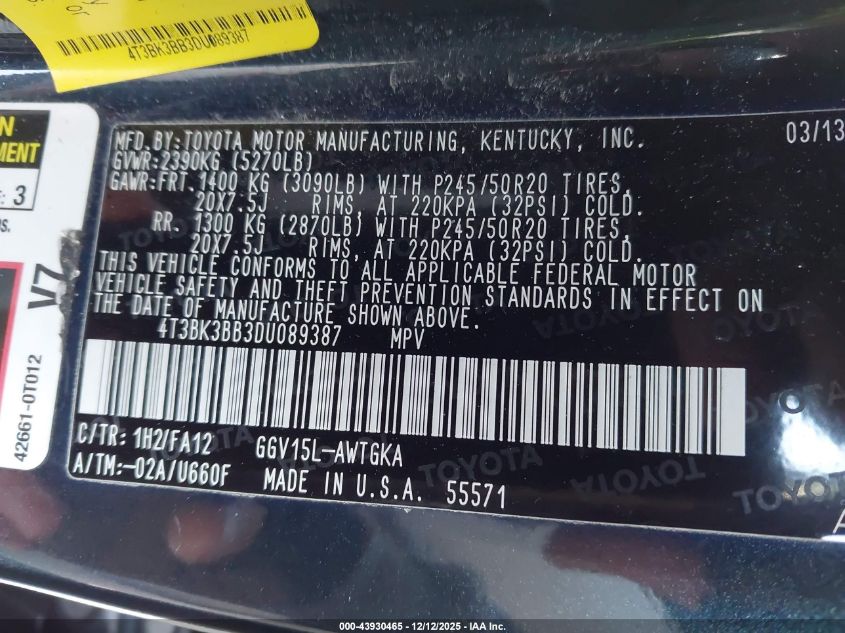 4T3BK3BB3DU089387
MFD.BY:TOYOTA MOTOR MANUFACTURING, KENTUCKY, INC. 03/13
GVWR:2390KG (5270LB)
GAWR:FRT. 1400 KG (3090LB) WITH P245/50R20 TIRES,
20X7.5J RIMS, AT 220KPA (32PSI) COLD.
RR. 1300 KG (2870LB) WITH P245/50R20 TIRES,
20X7.5J RIMS, AT 220KPA (32PSI) COLD.
THIS VEHICLE CONFORMS TO ALL APPLICABLE FEDERAL MOTOR
VEHICLE SAFETY AND THEFT PREVENTION STANDARDS IN EFFECT ON
THE DATE OF MANUFACTURE SHOWN ABOVE.
4T3BK3BB3DU089387 MPV
C/TR: 1H2/FA12 GGV15L-AWTGKA
A/TM:-02A/U660F MADE IN U.S.A. 55571
: 3
V7
42661-0T012
TOYOTA
000-43930465 - 12/12/2025 - IAA Inc.